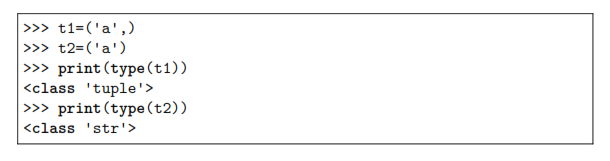 >>> t1=('a',)
>>> t2=('a')
>>> print(type(t1))
<class 'tuple'>
>>> print(type(t2))
<class 'str'>